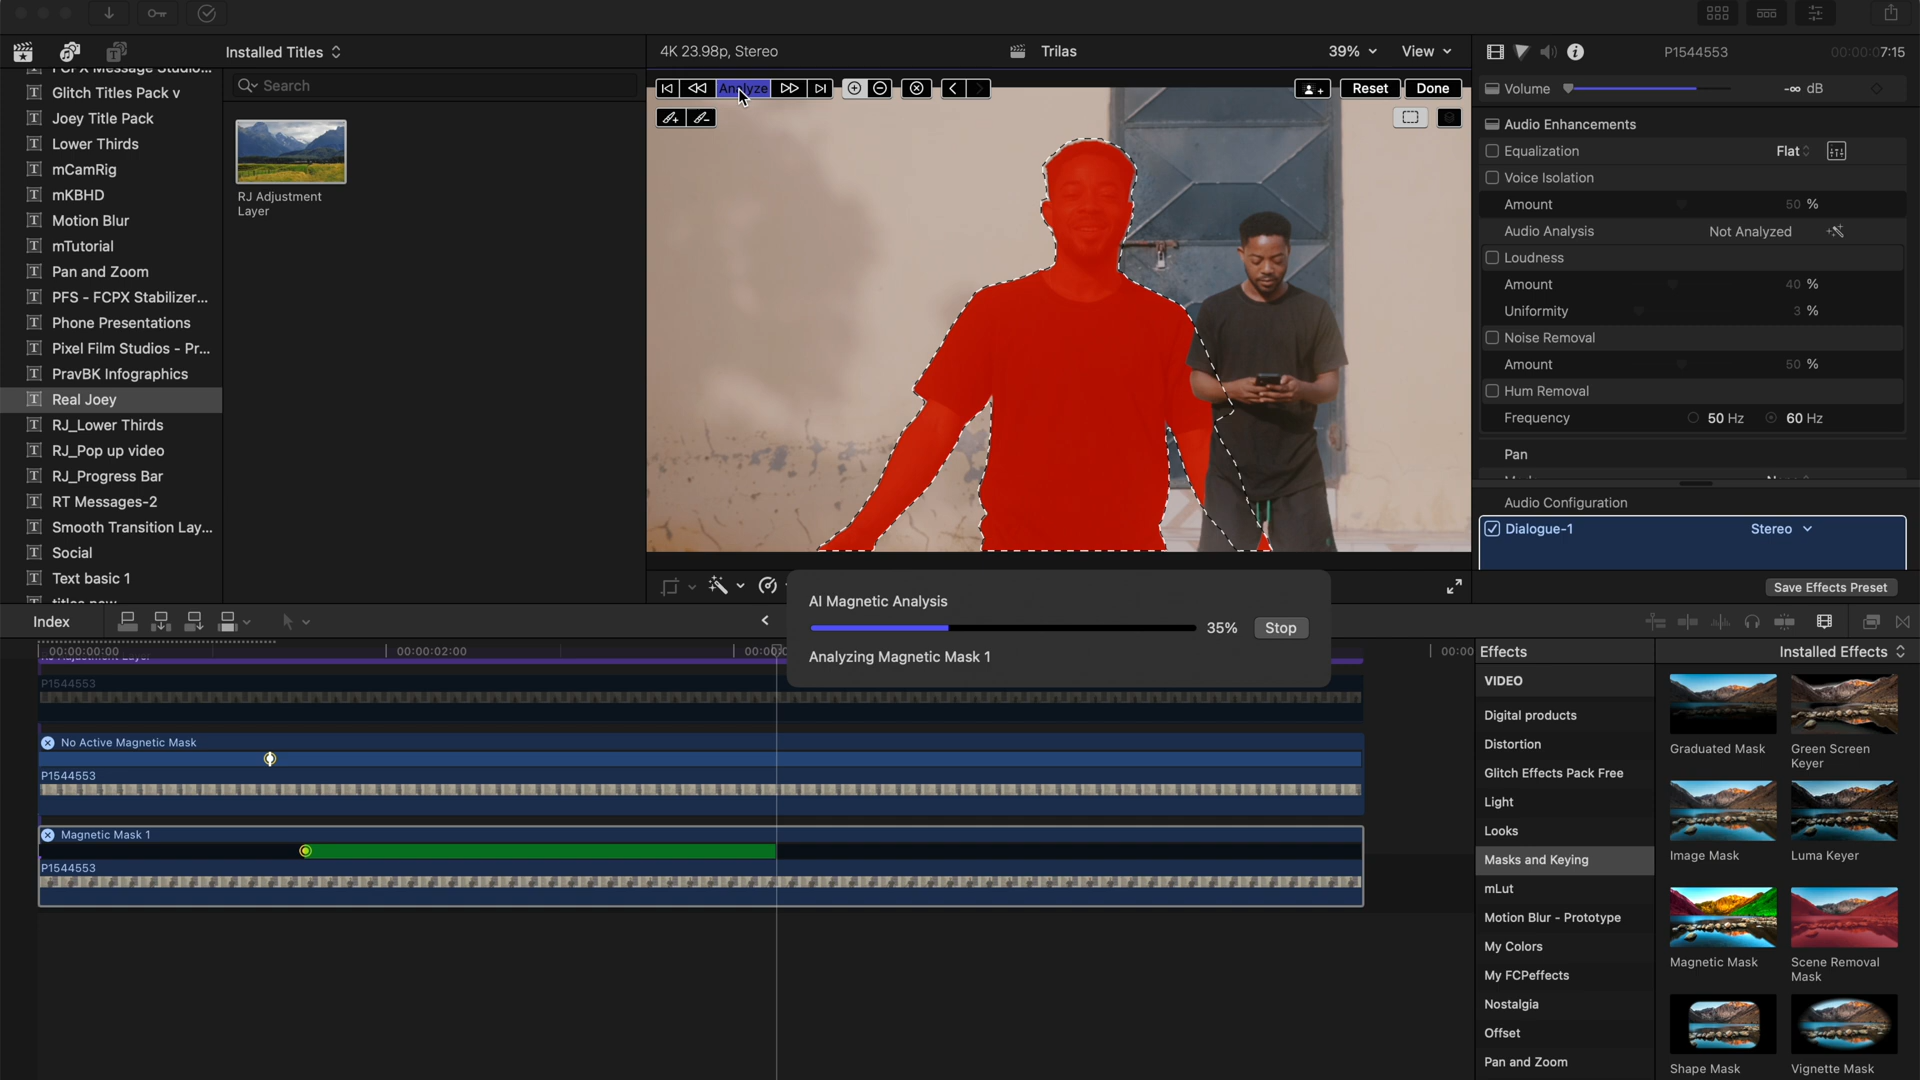 Installed Titles
4K 23.98p, Stereo
Trilas
39%
View
P1544553
00:00:07:15
Search
FCPX Message Studio...
Glitch Titles Pack v
Joey Title Pack
Lower Thirds
mCamRig
mKBHD
Motion Blur
mTutorial
Pan and Zoom
PFS - FCPX Stabilizer...
Phone Presentations
Pixel Film Studios - Pr...
PravBK Infographics
Real Joey
RJ_Lower Thirds
RJ_Pop up video
RJ_Progress Bar
RT Messages-2
Smooth Transition Lay...
Social
Text basic 1
RJ Adjustment
Layer
Analyze
Reset
Done
Volume
-∞ dB
Audio Enhancements
Equalization
Flat
Voice Isolation
Amount
50 %
Audio Analysis
Not Analyzed
Loudness
Amount
40 %
Uniformity
3 %
Noise Removal
Amount
50 %
Hum Removal
Frequency
50 Hz
60 Hz
Pan
Audio Configuration
Dialogue-1
Stereo
Save Effects Preset
AI Magnetic Analysis
35%
Stop
Analyzing Magnetic Mask 1
Index
00:00:00:00
00:00:02:00
RJ Adjustment Layer
P1544553
No Active Magnetic Mask
P1544553
Magnetic Mask 1
P1544553
Effects
Installed Effects
VIDEO
Digital products
Distortion
Glitch Effects Pack Free
Light
Looks
Masks and Keying
mLut
Motion Blur - Prototype
My Colors
My FCPeffects
Nostalgia
Offset
Pan and Zoom
Graduated Mask
Green Screen
Keyer
Image Mask
Luma Keyer
Magnetic Mask
Scene Removal
Mask
Shape Mask
Vignette Mask